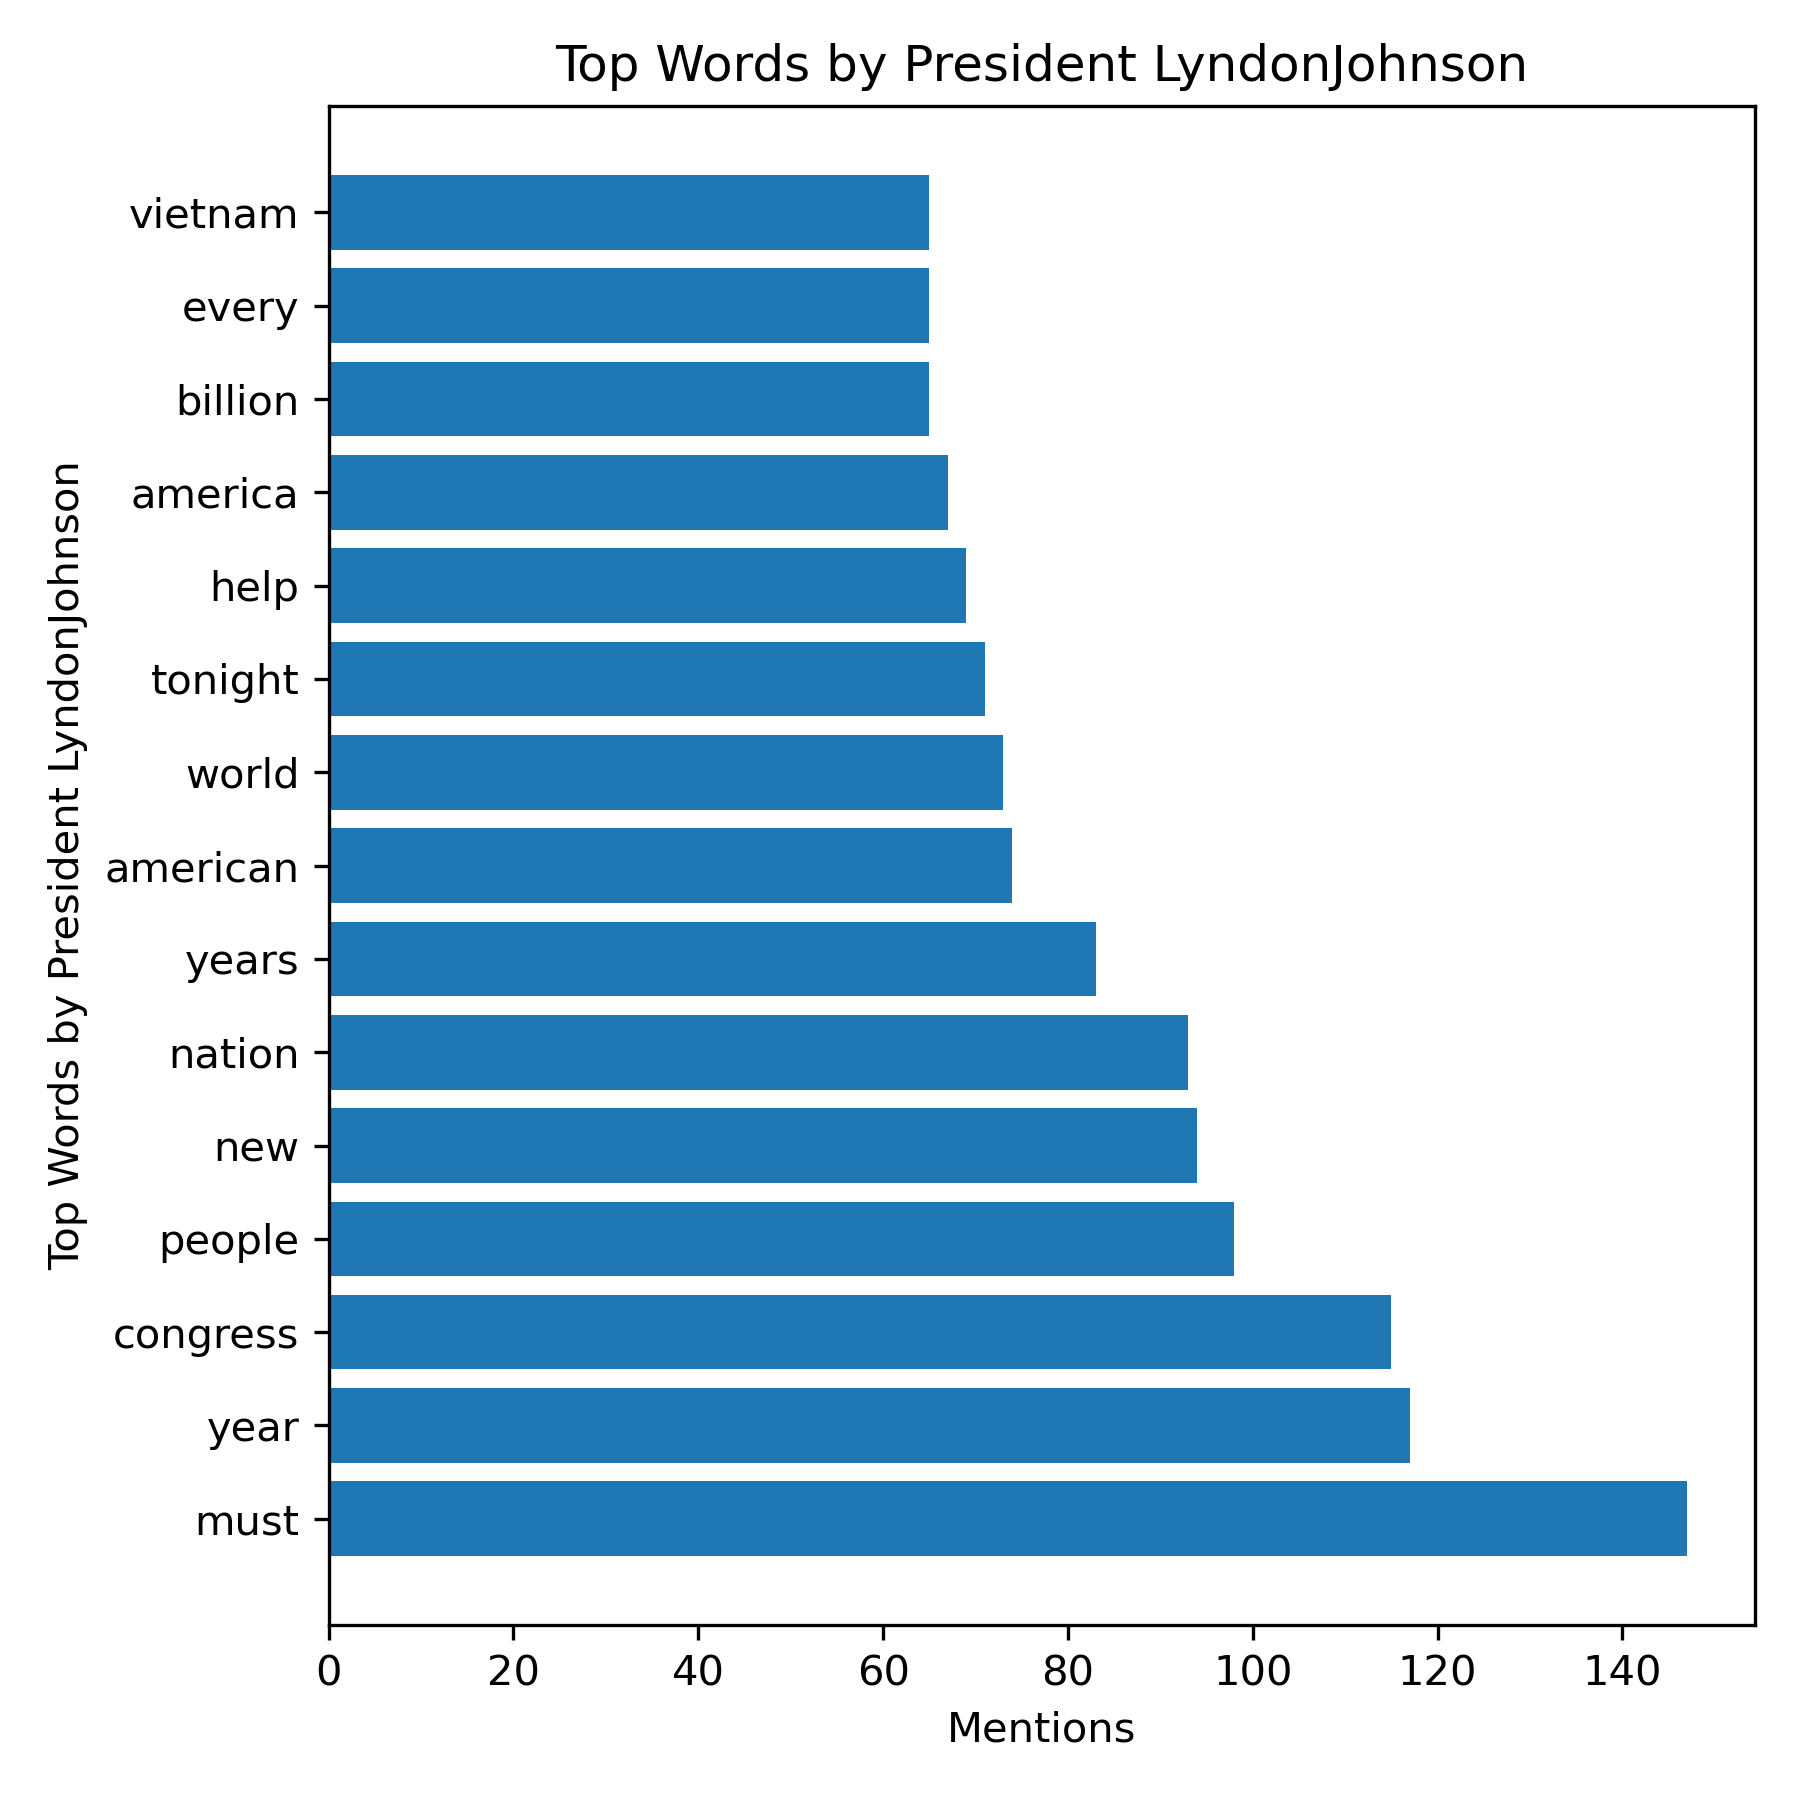 Top Words by President LyndonJohnson
Top Words by President LyndonJohnson
vietnam
every
billion
america
help
tonight
world
american
years
nation
new
people
congress
year
must
0 20 40 60 80 100 120 140
Mentions